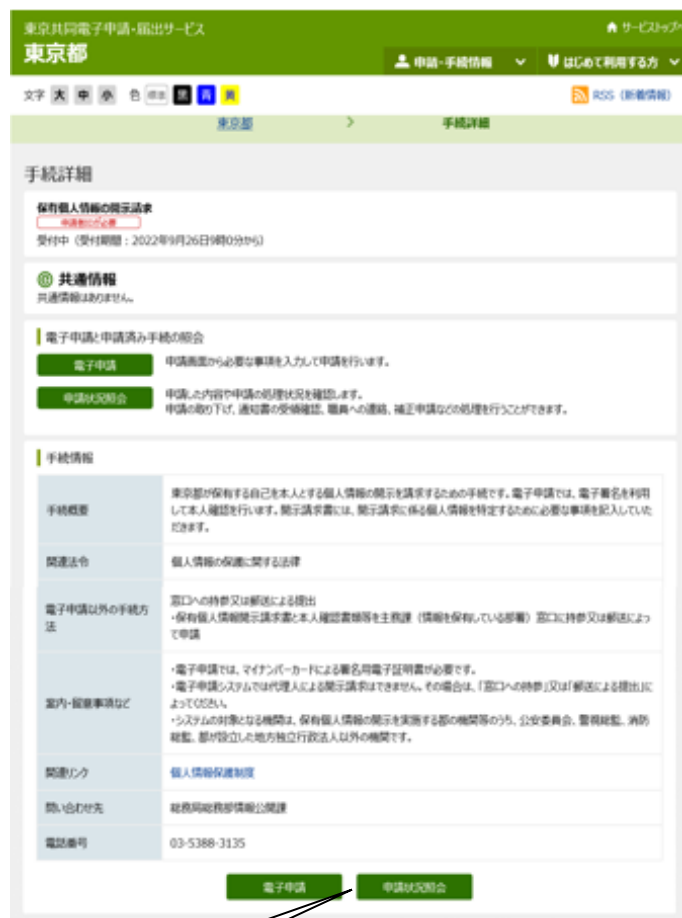 東京共同電子申請・届出サービス
サービストップへ
東京都
申請・手続情報
はじめて利用する方
文字 大 中 小 色 標準 黒 青 黄
RSS（新着情報）
東京都 > 手続詳細
手続詳細
保有個人情報の開示請求
申請者IDが必要
受付中（受付期間：2022年9月26日9時0分から）
共通情報
共通情報はありません。
電子申請と申請済み手続の照会
電子申請
申請画面から必要な事項を入力して申請を行います。
申請状況照会
申請した内容や申請の処理状況を確認します。
申請の取り下げ、通知書の受領確認、職員への連絡、補正申請などの処理を行うことができます。
手続情報
手続概要
東京都が保有する自己を本人とする個人情報の開示を請求するための手続です。電子申請では、電子署名を利用
して本人確認を行います。開示請求書には、開示請求に係る個人情報を特定するために必要な事項を記入していた
だきます。
関連法令
個人情報の保護に関する法律
電子申請以外の手続方
法
窓口への持参又は郵送による提出
・保有個人情報開示請求書と本人確認書類等を主務課（情報を保有している部署）窓口に持参又は郵送によっ
て申請
案内・留意事項など
・電子申請では、マイナンバーカードによる署名用電子証明書が必要です。
・電子申請システムでは代理人による開示請求はできません。その場合は、「窓口への持参」又は「郵送による提出」に
よってください。
・システムの対象となる機関は、保有個人情報の開示を実施する都の機関等のうち、公安委員会、警視総監、消防
総監、都が設立した地方独立行政法人以外の機関です。
関連リンク
個人情報保護制度
問い合わせ先
総務局総務部情報公開課
電話番号
03-5388-3135
電子申請
申請状況照会